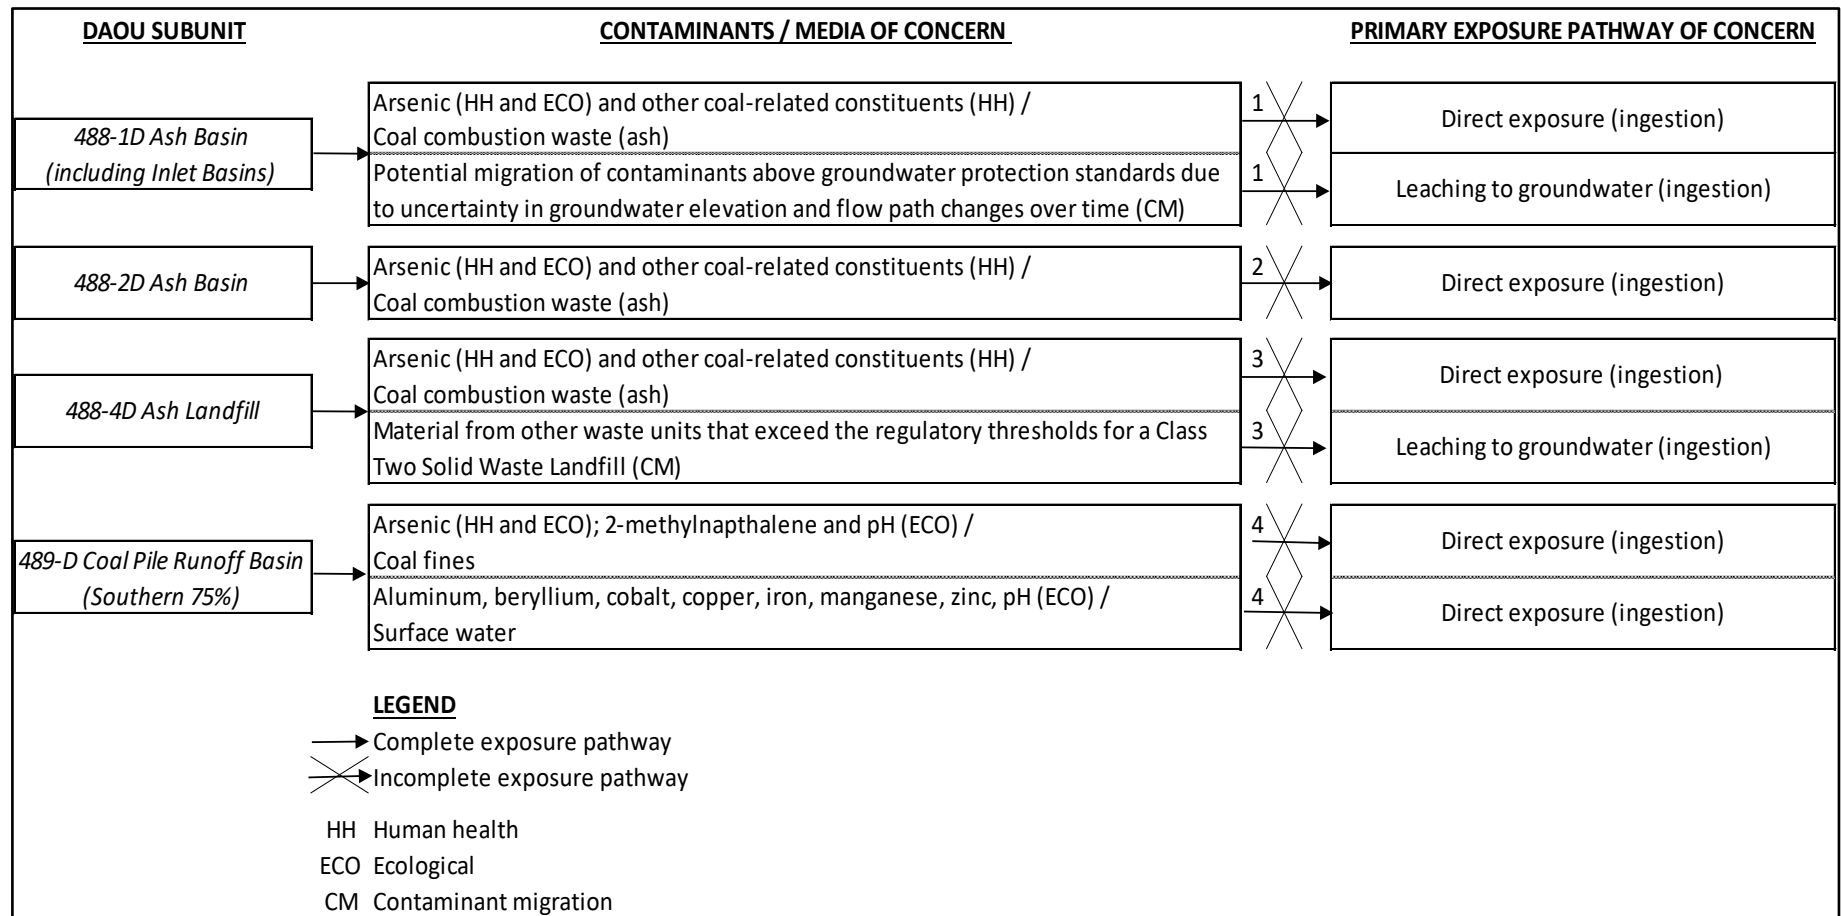 DAOU SUBUNIT
CONTAMINANTS / MEDIA OF CONCERN
PRIMARY EXPOSURE PATHWAY OF CONCERN
488-1D Ash Basin
(including Inlet Basins)
Arsenic (HH and ECO) and other coal-related constituents (HH) /
Coal combustion waste (ash)
1
Direct exposure (ingestion)
Potential migration of contaminants above groundwater protection standards due
to uncertainty in groundwater elevation and flow path changes over time (CM)
1
Leaching to groundwater (ingestion)
488-2D Ash Basin
Arsenic (HH and ECO) and other coal-related constituents (HH) /
Coal combustion waste (ash)
2
Direct exposure (ingestion)
488-4D Ash Landfill
Arsenic (HH and ECO) and other coal-related constituents (HH) /
Coal combustion waste (ash)
3
Direct exposure (ingestion)
Material from other waste units that exceed the regulatory thresholds for a Class
Two Solid Waste Landfill (CM)
3
Leaching to groundwater (ingestion)
489-D Coal Pile Runoff Basin
(Southern 75%)
Arsenic (HH and ECO); 2-methylnapthalene and pH (ECO) /
Coal fines
4
Direct exposure (ingestion)
Aluminum, beryllium, cobalt, copper, iron, manganese, zinc, pH (ECO) /
Surface water
4
Direct exposure (ingestion)
LEGEND
Complete exposure pathway
Incomplete exposure pathway
HH Human health
ECO Ecological
CM Contaminant migration